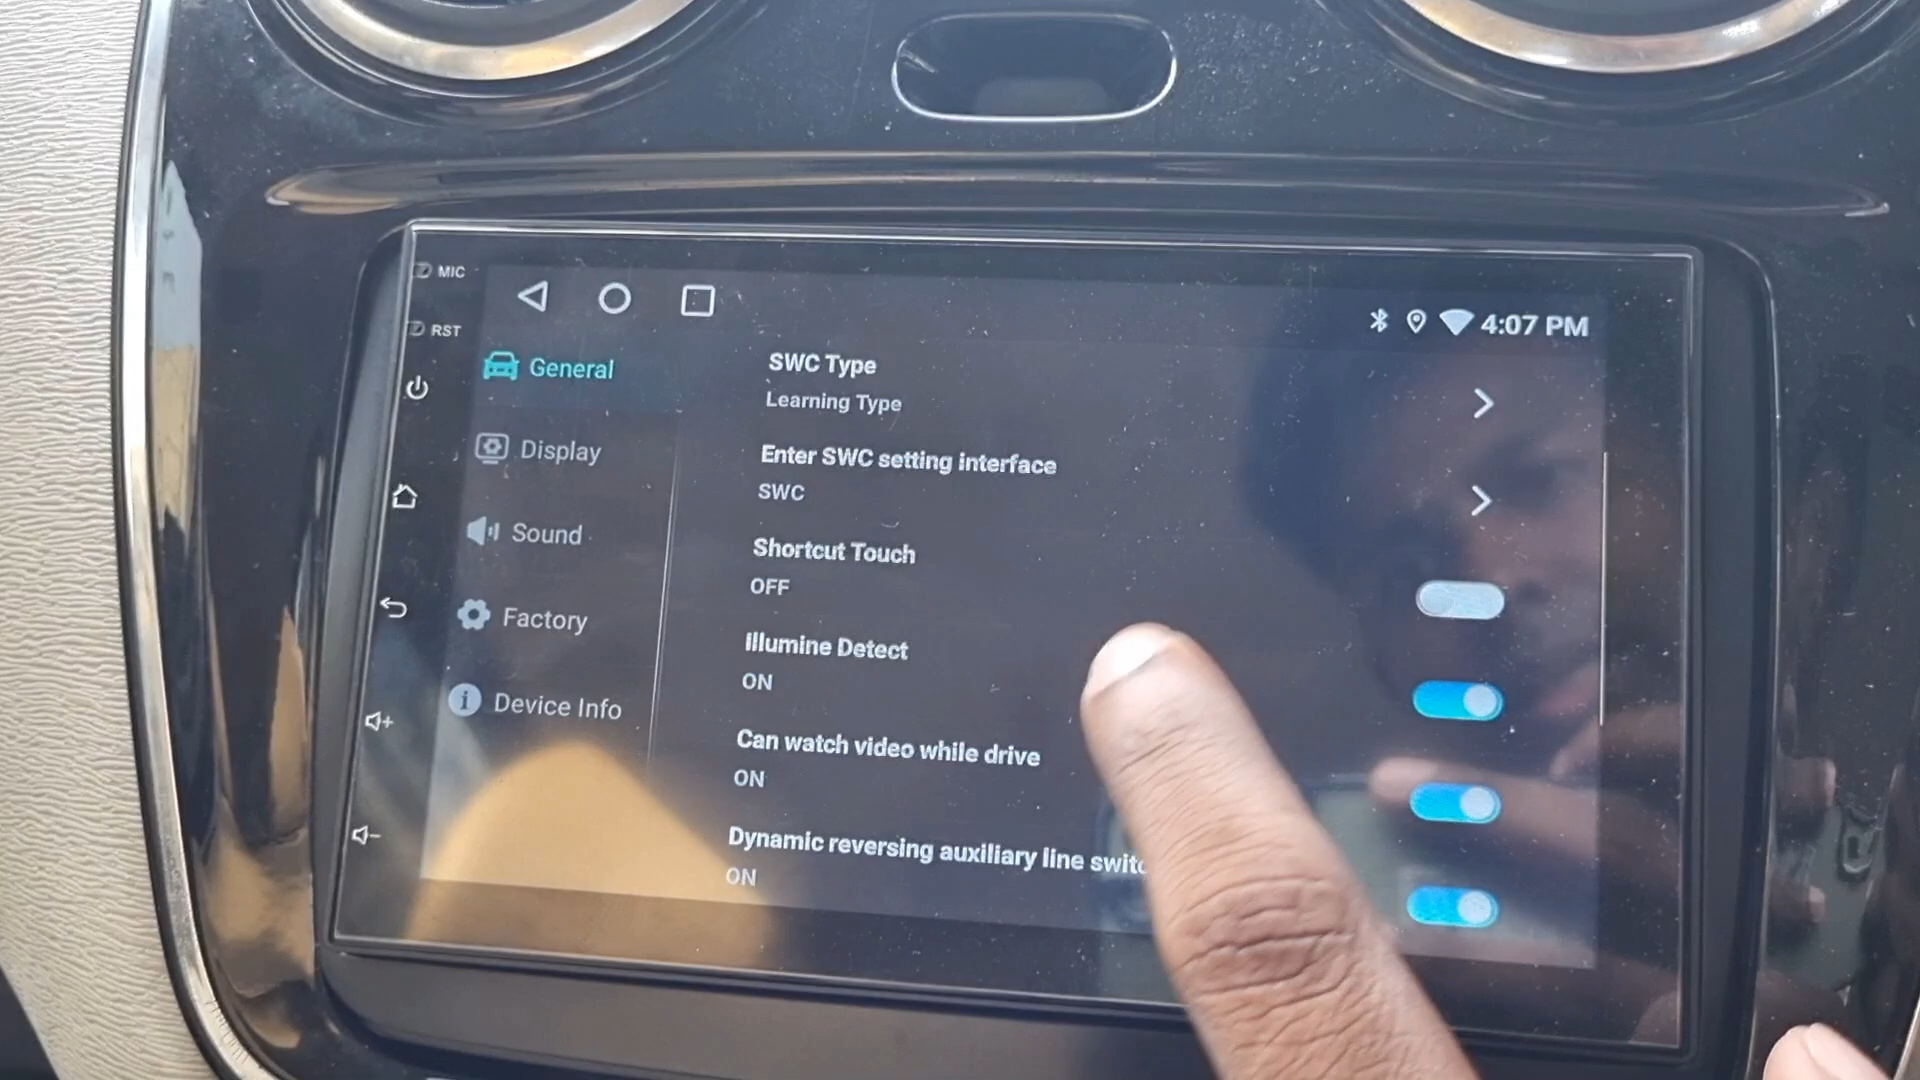 MIC
RST
4:07 PM
General
Display
Sound
Factory
Device Info
SWC Type
Learning Type
Enter SWC setting interface
SWC
Shortcut Touch
OFF
Illumine Detect
ON
Can watch video while drive
ON
Dynamic reversing auxiliary line
ON